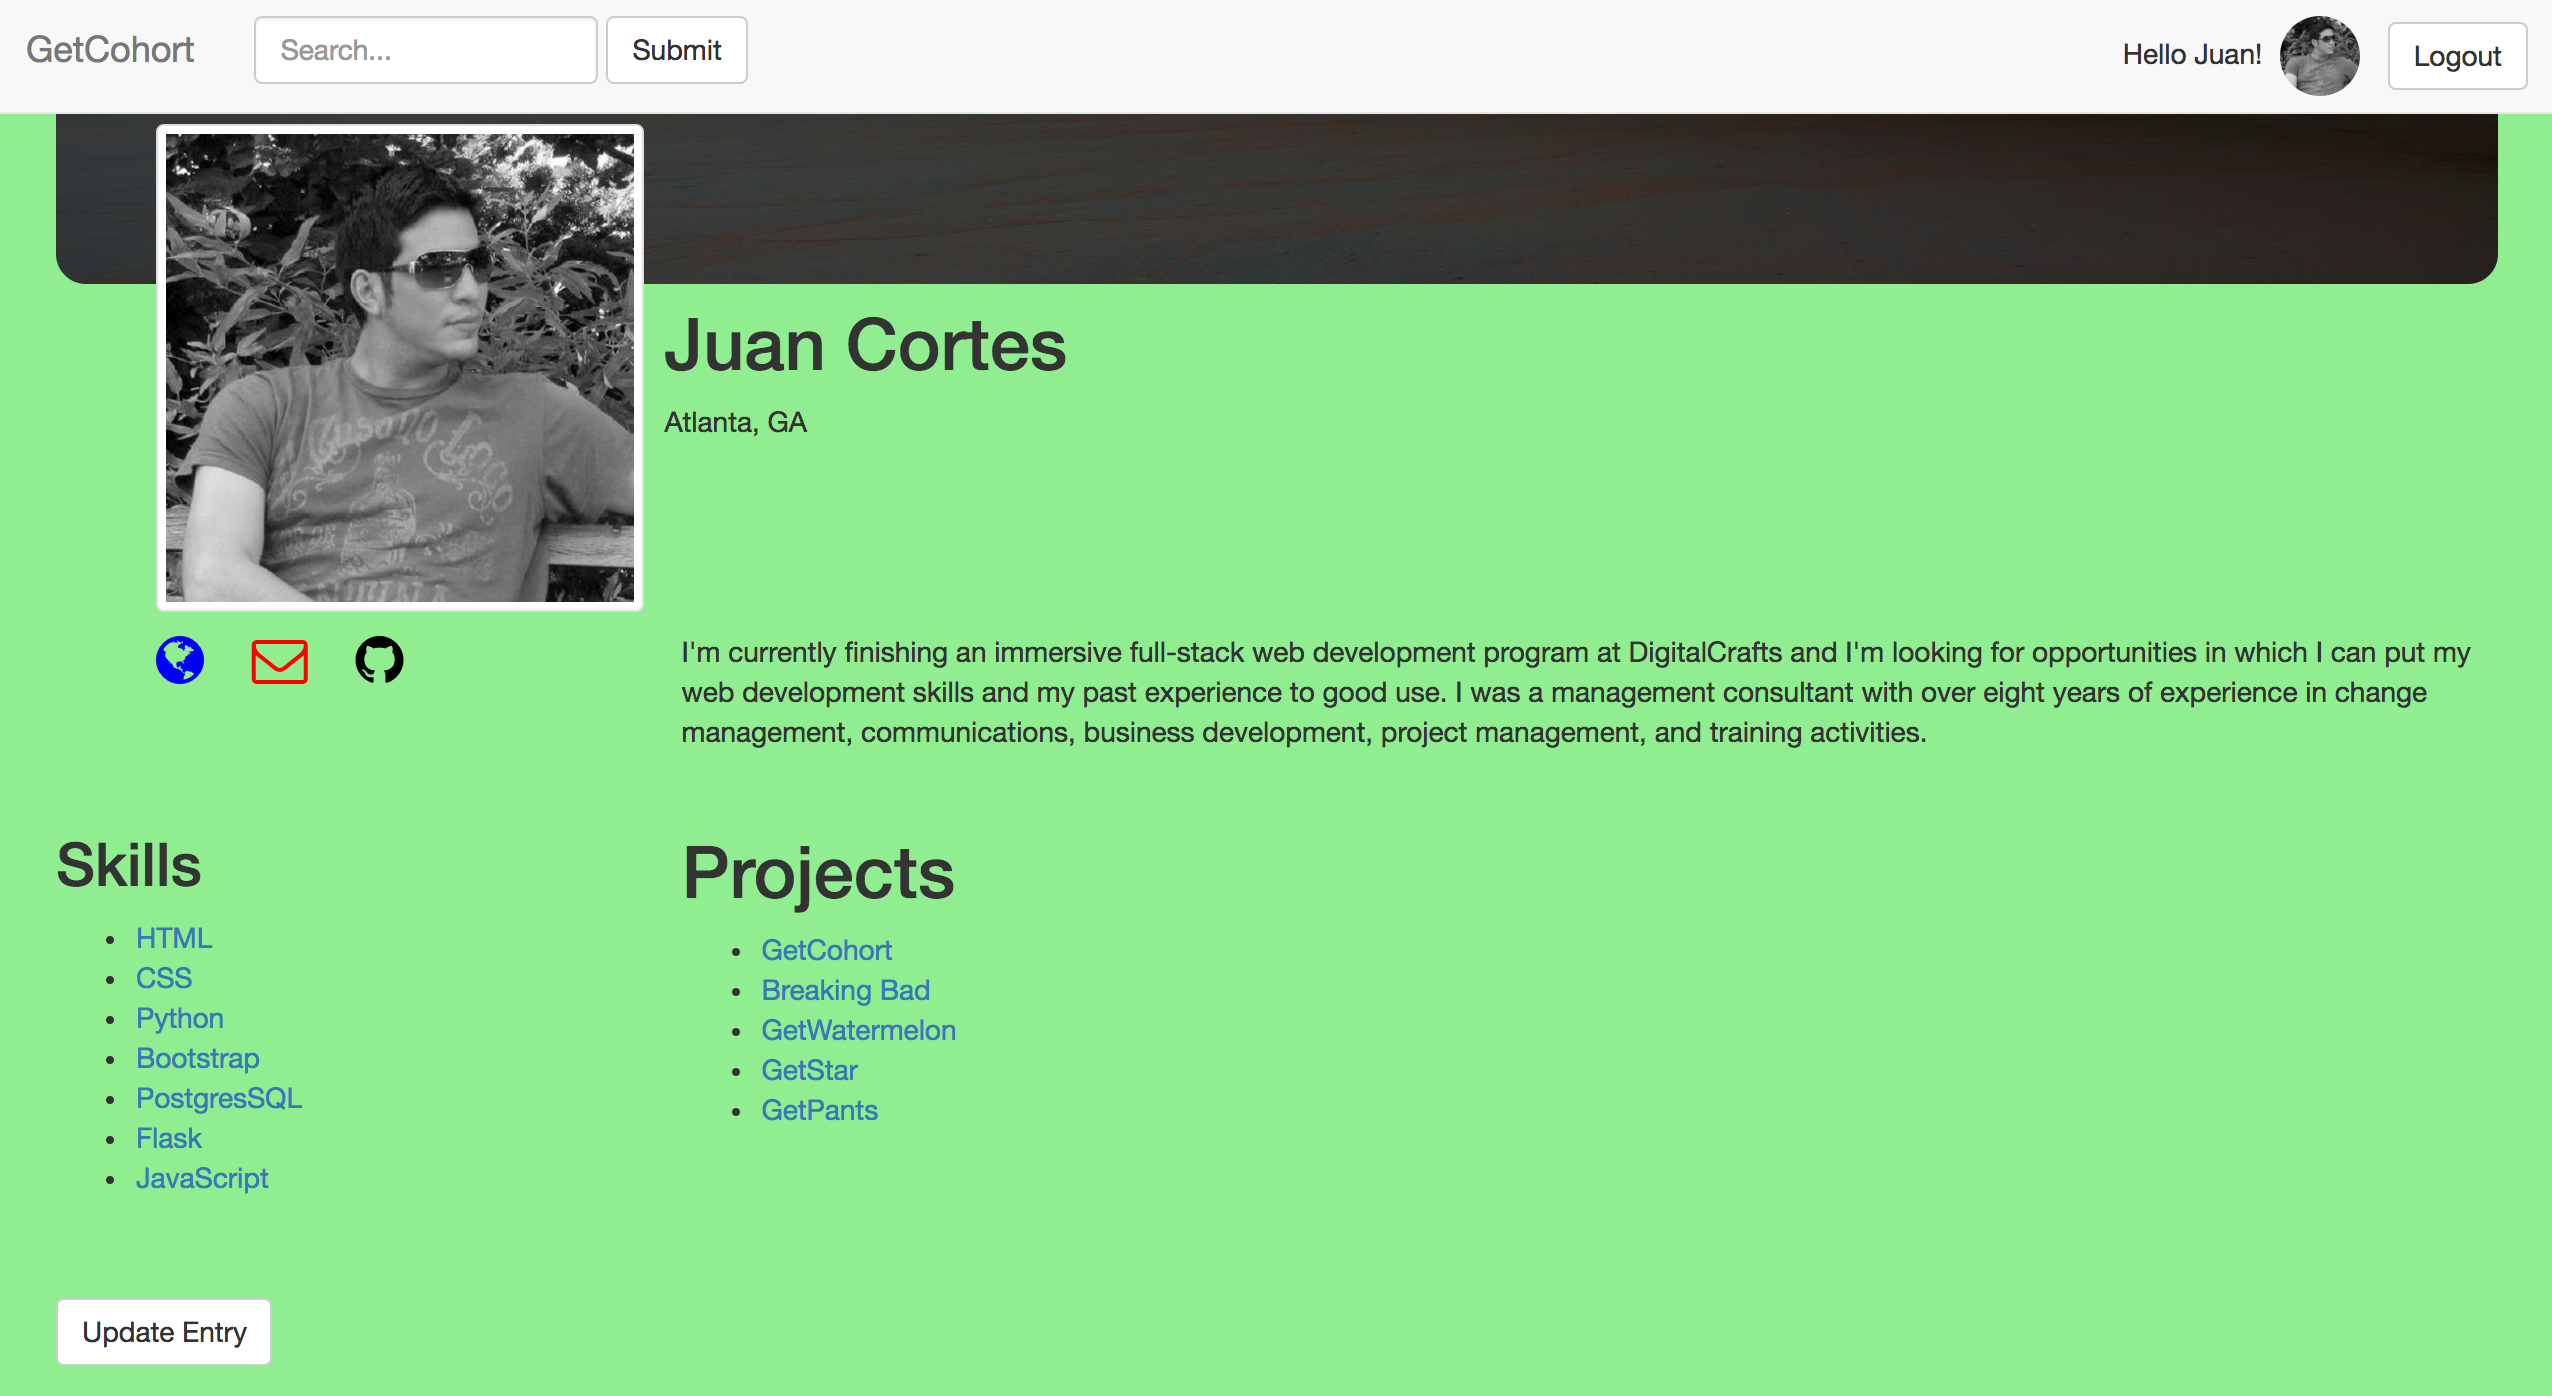 GetCohort
Search...
Submit
Hello Juan!
Logout
Juan Cortes
Atlanta, GA
I'm currently finishing an immersive full-stack web development program at DigitalCrafts and I'm looking for opportunities in which I can put my
web development skills and my past experience to good use. I was a management consultant with over eight years of experience in change
management, communications, business development, project management, and training activities.
Skills
HTML
CSS
Python
Bootstrap
PostgresSQL
Flask
JavaScript
Projects
GetCohort
Breaking Bad
GetWatermelon
GetStar
GetPants
Update Entry